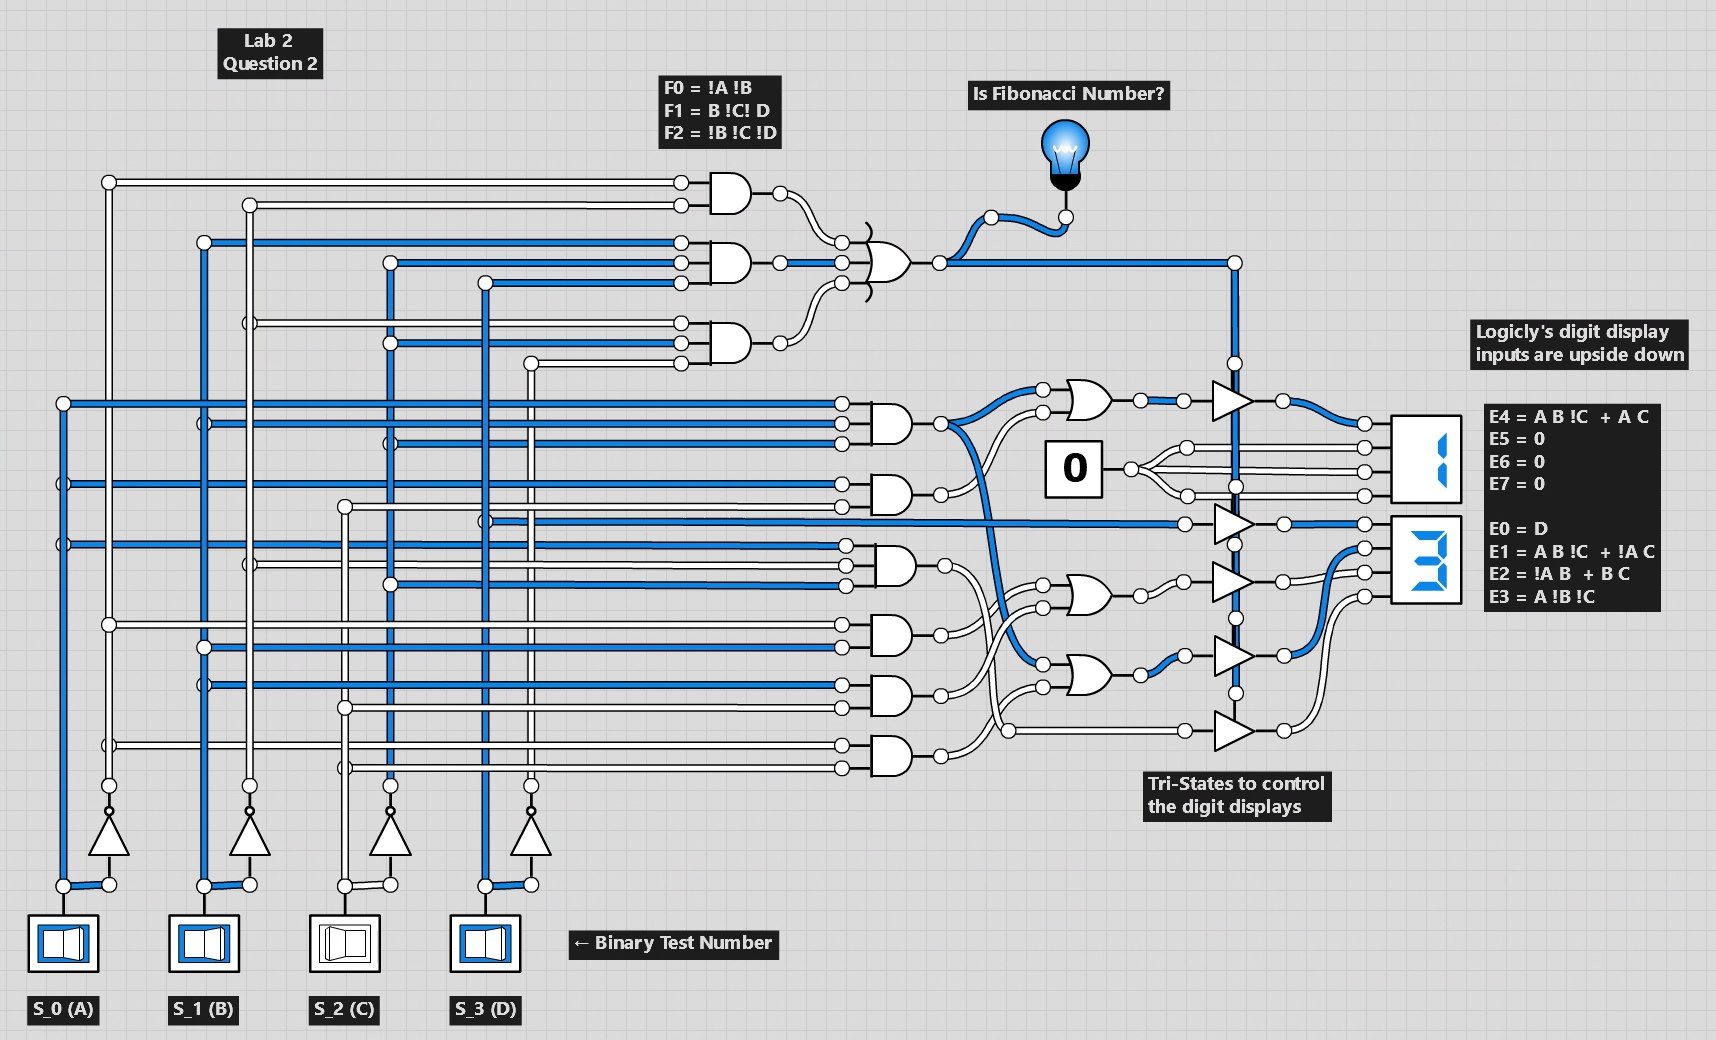 Lab 2
Question 2
F0 = !A !B
F1 = B !C! D
F2 = !B !C !D
Is Fibonacci Number?
Logicly's digit display
inputs are upside down
E4 = A B !C + A C
E5 = 0
E6 = 0
E7 = 0
E0 = D
E1 = A B !C + !A C
E2 = !A B + B C
E3 = A !B !C
0
1
3
Tri-States to control
the digit displays
← Binary Test Number
S_0 (A)
S_1 (B)
S_2 (C)
S_3 (D)